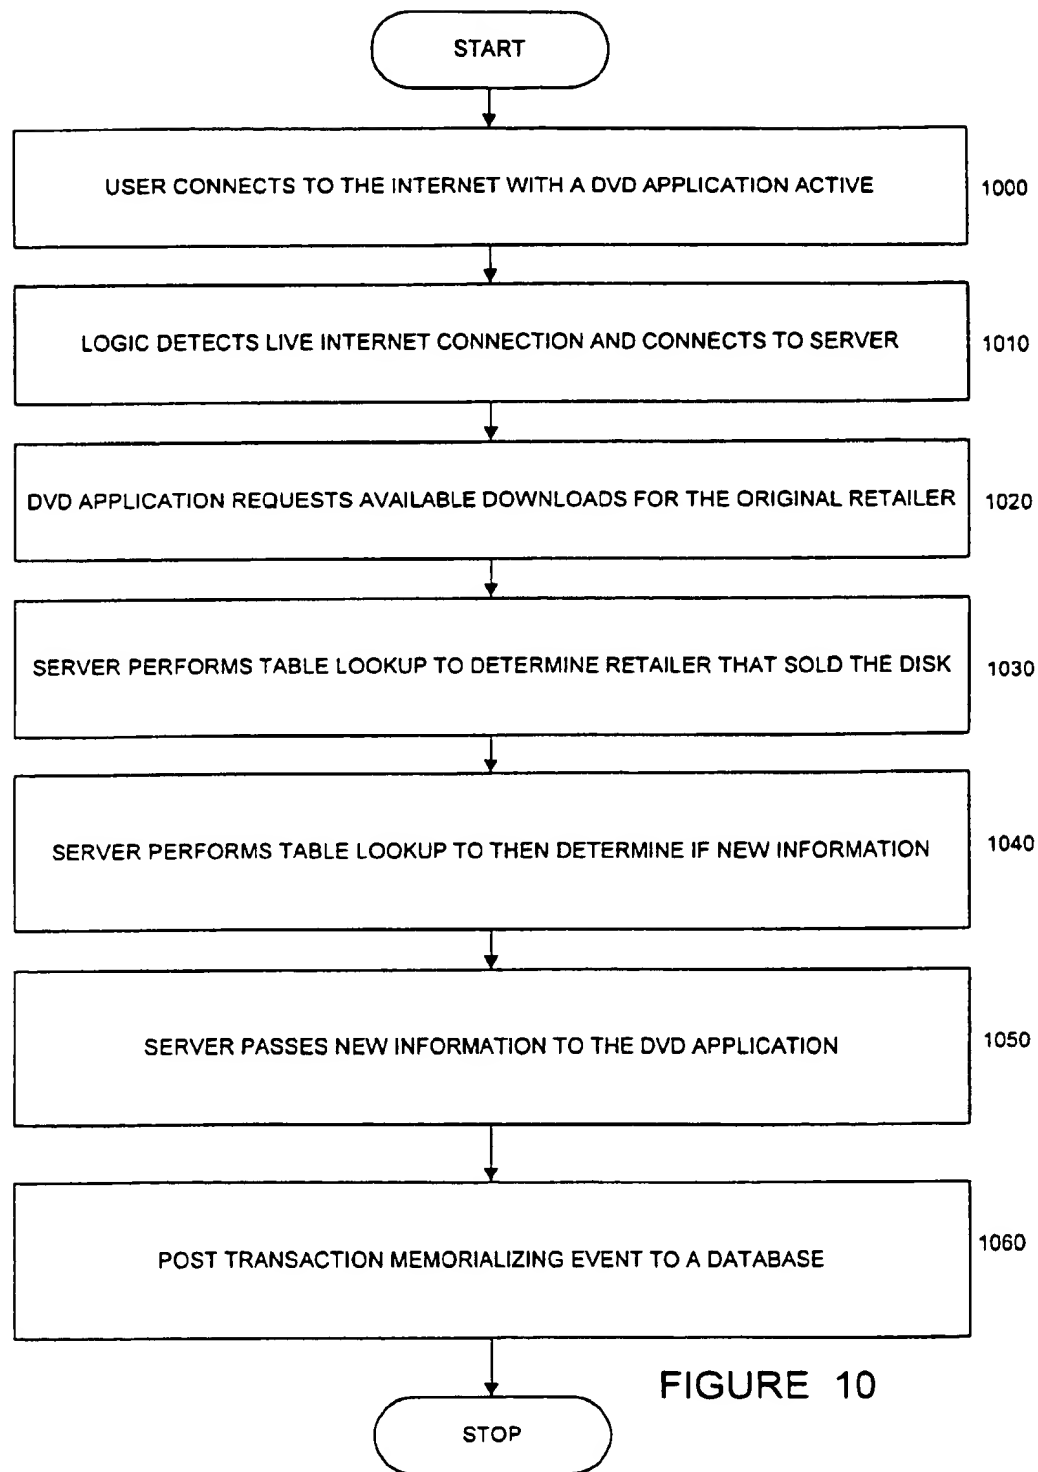 START
USER CONNECTS TO THE INTERNET WITH A DVD APPLICATION ACTIVE
1000
LOGIC DETECTS LIVE INTERNET CONNECTION AND CONNECTS TO SERVER
1010
DVD APPLICATION REQUESTS AVAILABLE DOWNLOADS FOR THE ORIGINAL RETAILER
1020
SERVER PERFORMS TABLE LOOKUP TO DETERMINE RETAILER THAT SOLD THE DISK
1030
SERVER PERFORMS TABLE LOOKUP TO THEN DETERMINE IF NEW INFORMATION
1040
SERVER PASSES NEW INFORMATION TO THE DVD APPLICATION
1050
POST TRANSACTION MEMORIALIZING EVENT TO A DATABASE
1060
FIGURE 10
STOP